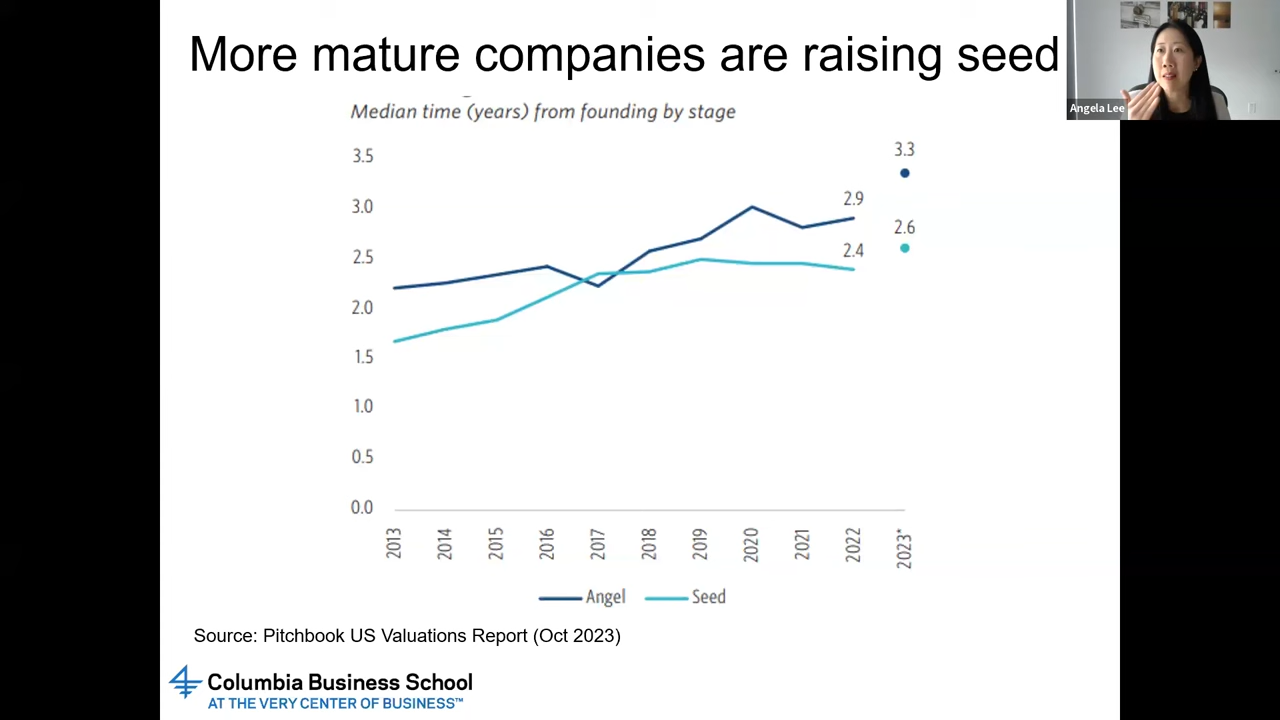 More mature companies are raising seed
Angela Lee
Median time (years) from founding by stage
3.5
3.0
2.5
2.0
1.5
1.0
0.5
0.0
3.3
2.9
2.6
2.4
2013
2014
2015
2016
2017
2018
2019
2020
2021
2022
2023*
Angel
Seed
Source: Pitchbook US Valuations Report (Oct 2023)
Columbia Business School
AT THE VERY CENTER OF BUSINESS™